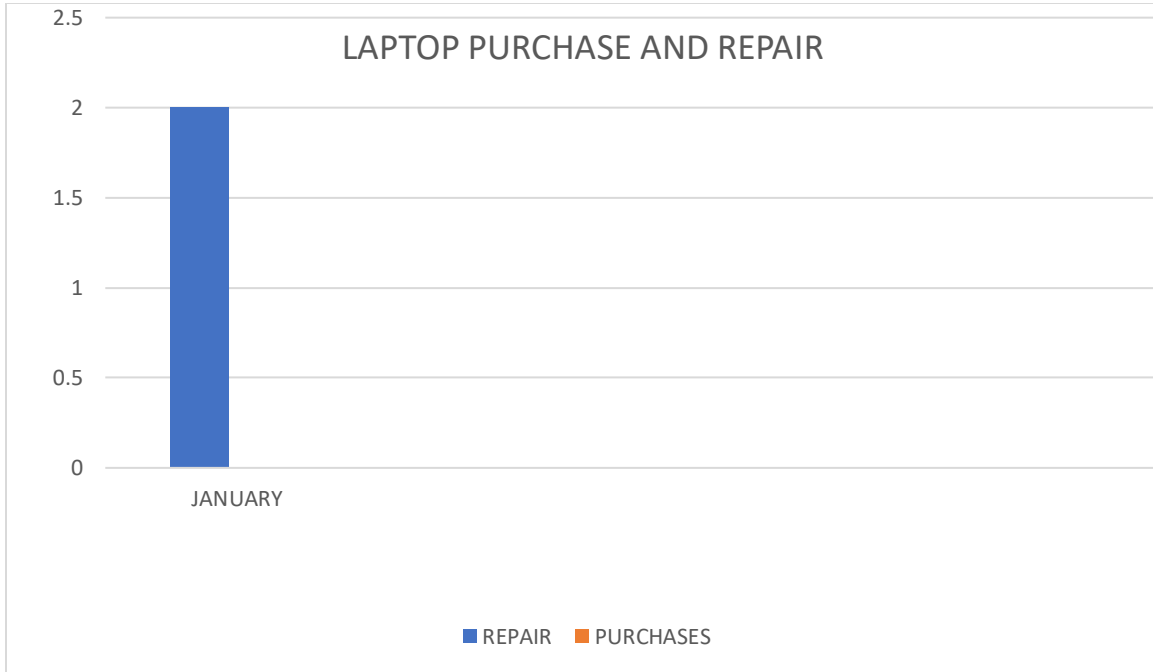 LAPTOP PURCHASE AND REPAIR
2.5
2
1.5
1
0.5
0
JANUARY
REPAIR PURCHASES